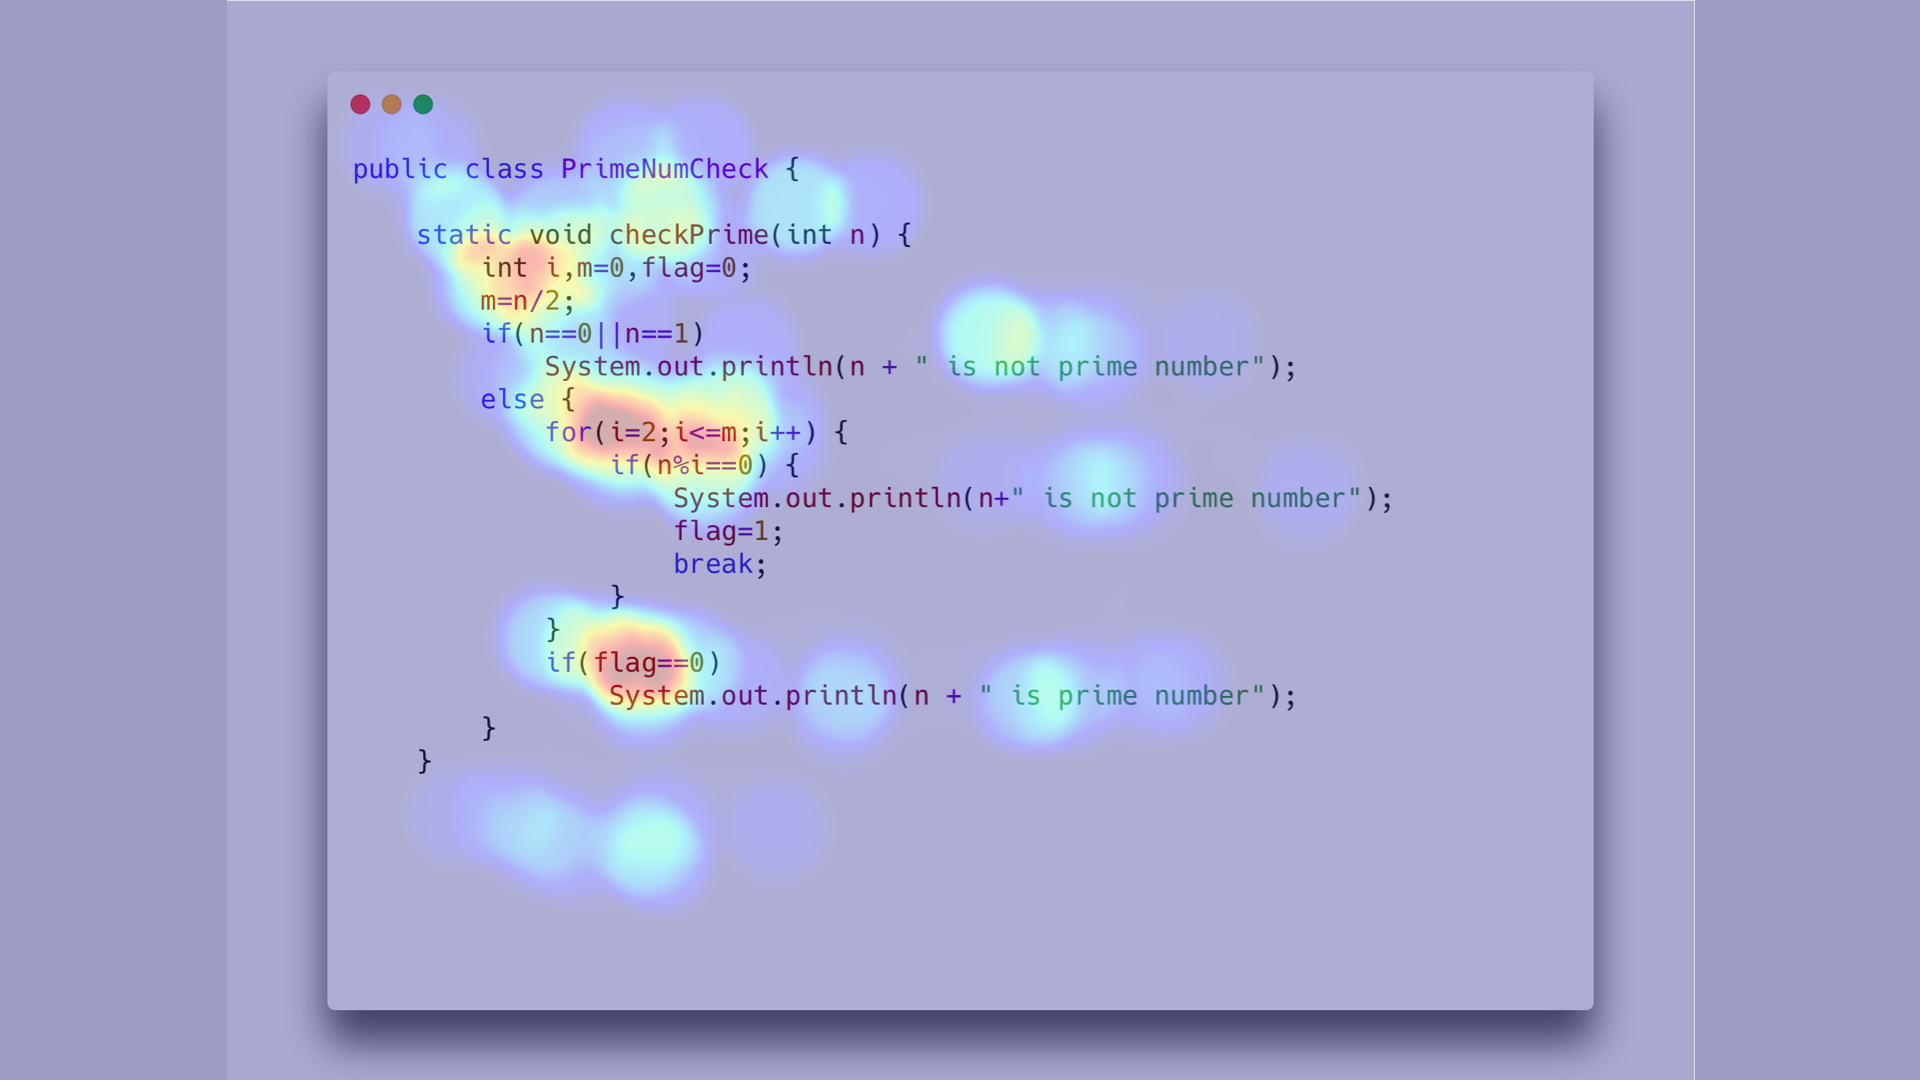 public class PrimeNumCheck {
static void checkPrime(int n) {
int i,m=0,flag=0;
m=n/2;
if(n==0||n==1)
System.out.println(n + " is not prime number");
else {
for(i=2;i<=m;i++) {
if(n%i==0) {
System.out.println(n+" is not prime number");
flag=1;
break;
}
}
if(flag==0)
System.out.println(n + " is prime number");
}
}